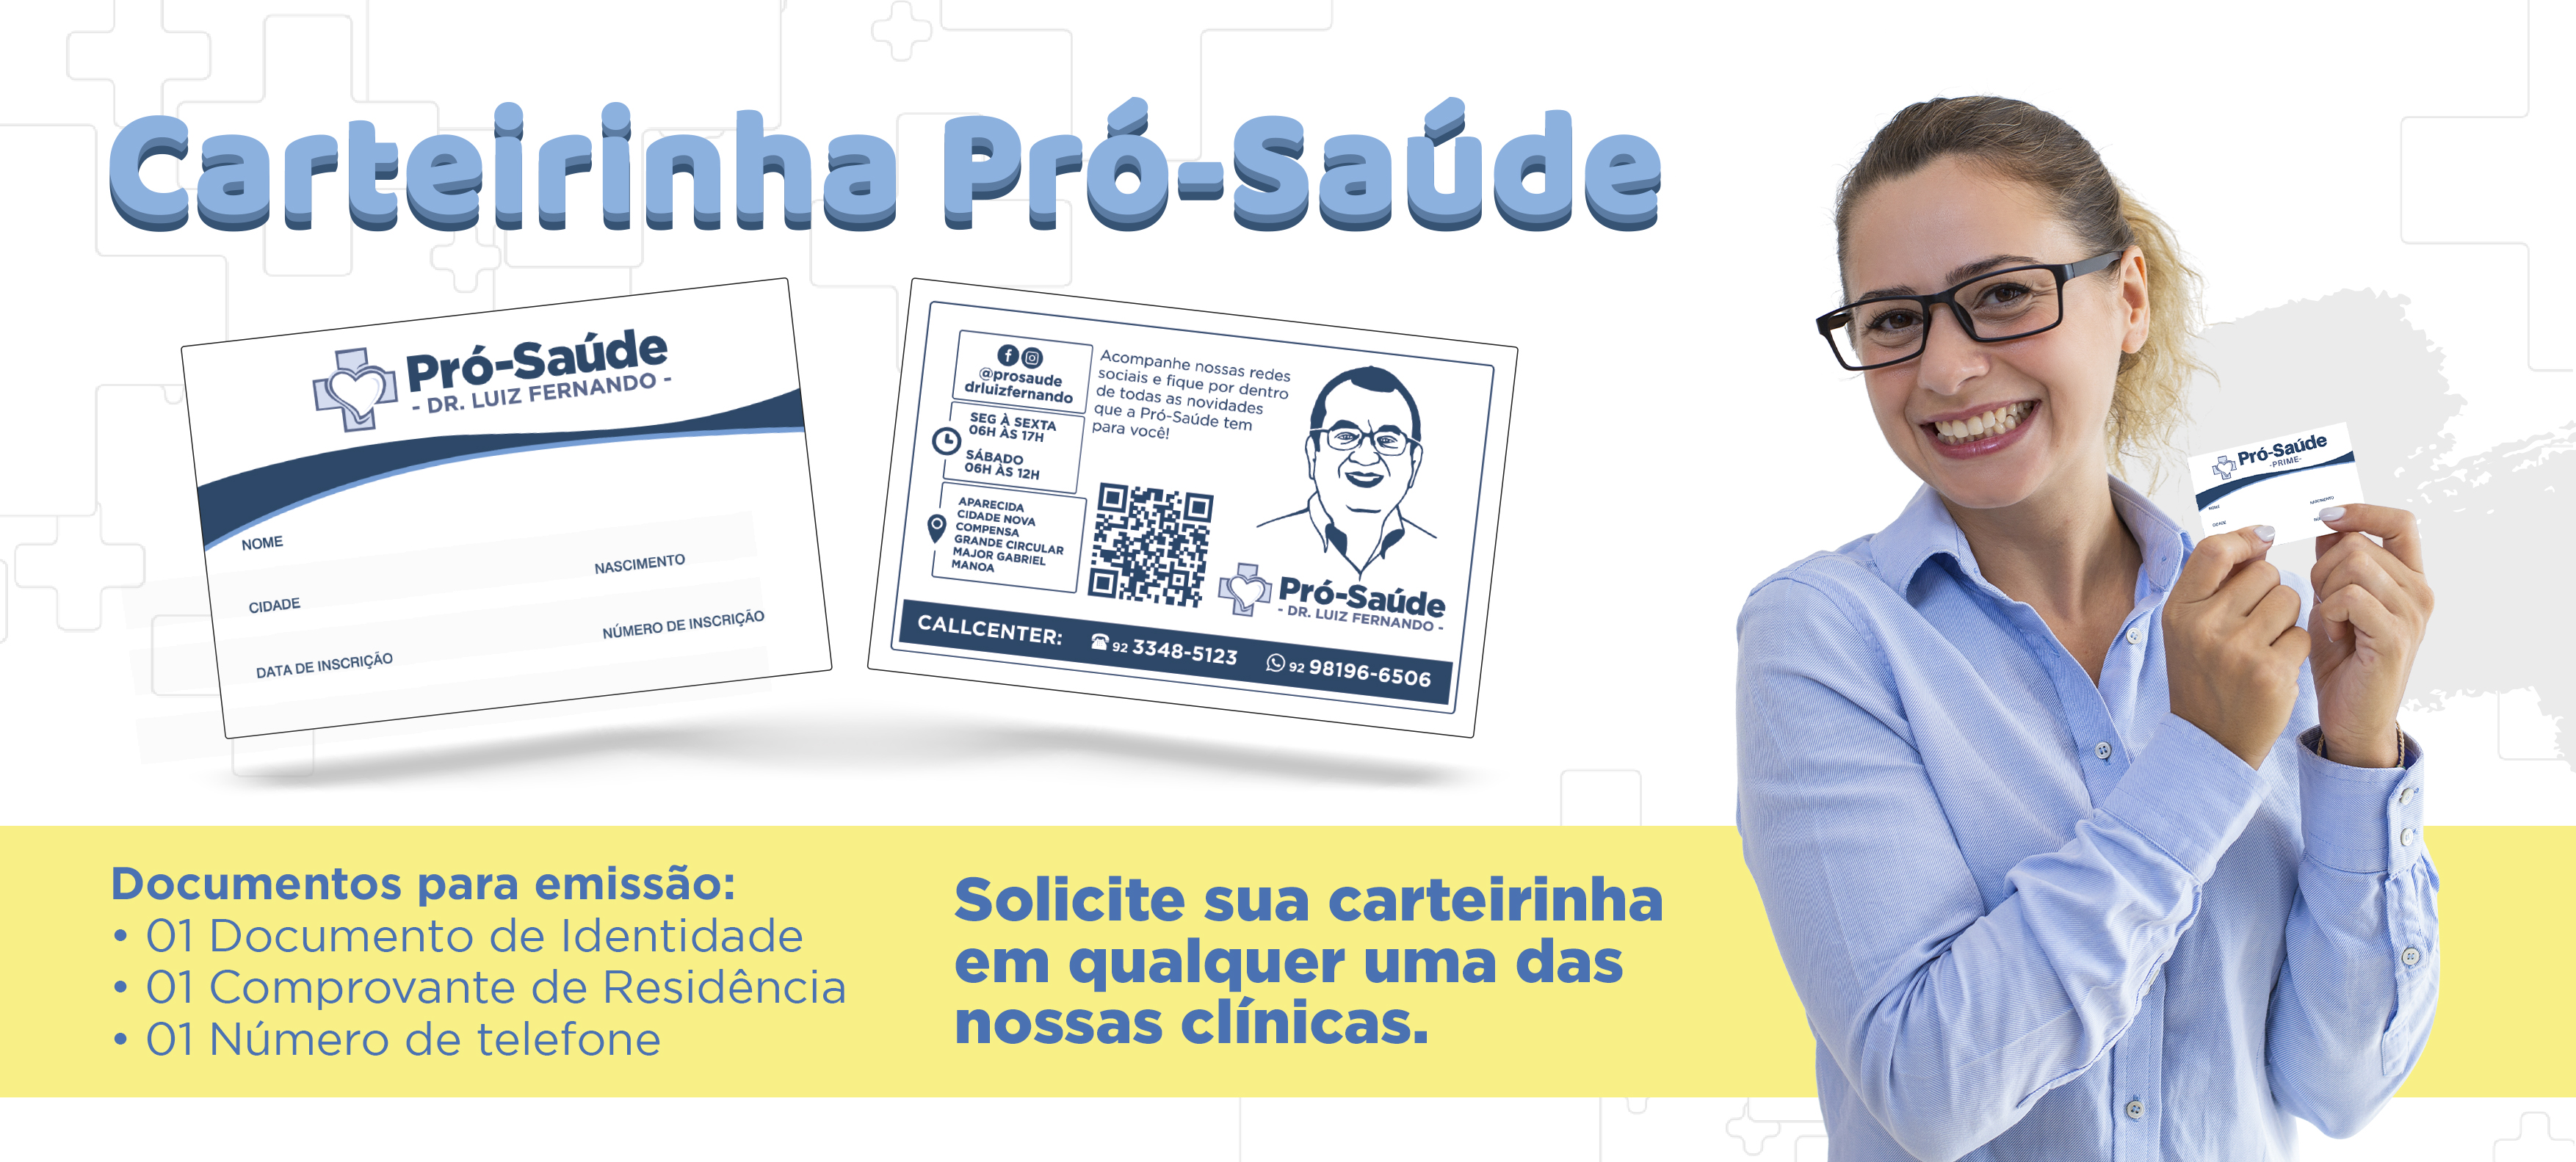 Carteirinha Pró-Saúde
Pró-Saúde
- DR. LUIZ FERNANDO -
NOME
NASCIMENTO
CIDADE
NÚMERO DE INSCRIÇÃO
DATA DE INSCRIÇÃO
@prosaude
drluizfernando
SEG À SEXTA
06H ÀS 17H
SÁBADO
06H ÀS 12H
APARECIDA
CIDADE NOVA
COMPENSA
GRANDE CIRCULAR
MAJOR GABRIEL
MANOA
Acompanhe nossas redes
sociais e fique por dentro
de todas as novidades
que a Pró-Saúde tem
para você!
Pró-Saúde
- DR. LUIZ FERNANDO -
CALLCENTER: 92 3348-5123 92 98196-6506
Pró-Saúde
-PRIME-
NOME
NASCIMENTO
CIDADE
Documentos para emissão:
• 01 Documento de Identidade
• 01 Comprovante de Residência
• 01 Número de telefone
Solicite sua carteirinha
em qualquer uma das
nossas clínicas.